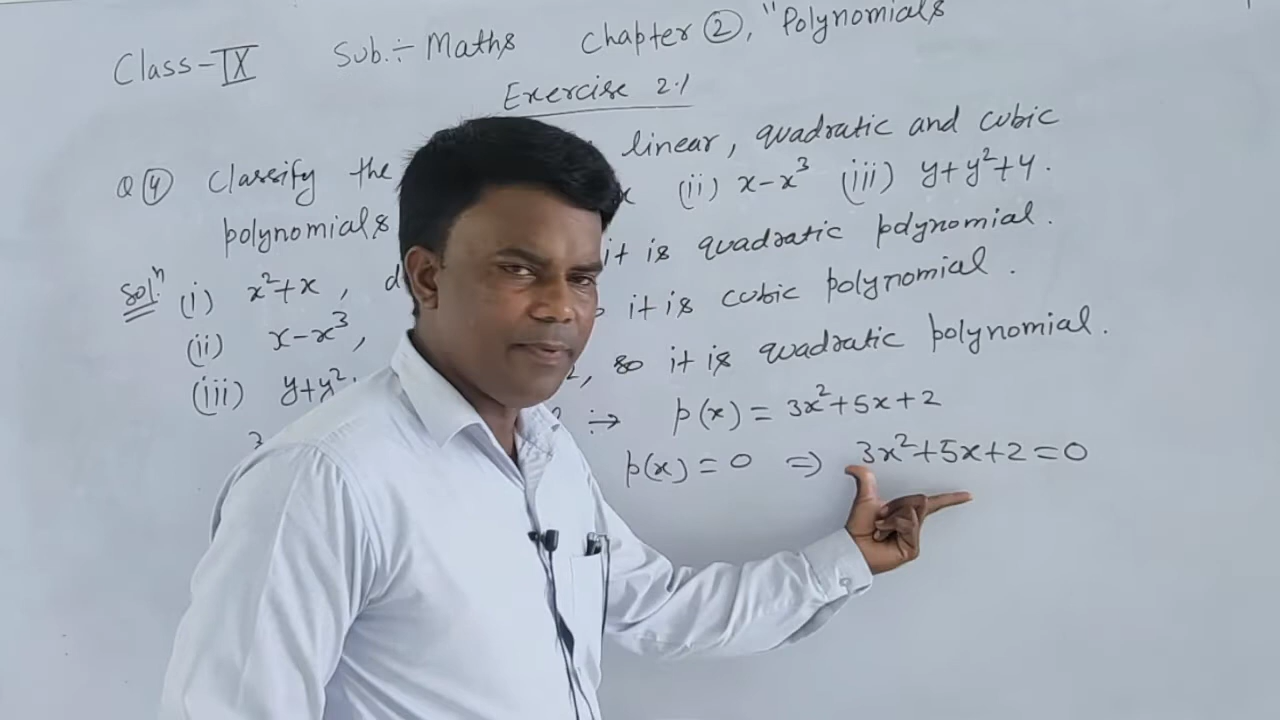 Class-IX Sub.:- Maths Chapter ②, "Polynomials
Exercise 2.1
Q④ Classify the linear, quadratic and cubic
polynomials x (ii) x-x³ (iii) y+y²+4.
Solⁿ (i) x²+x, it is quadratic polynomial.
(ii) x-x³, it is cubic polynomial.
(iii) y+y² 2, so it is quadratic polynomial.
p(x) = 3x²+5x+2
p(x) = 0 ⇒ 3x²+5x+2=0